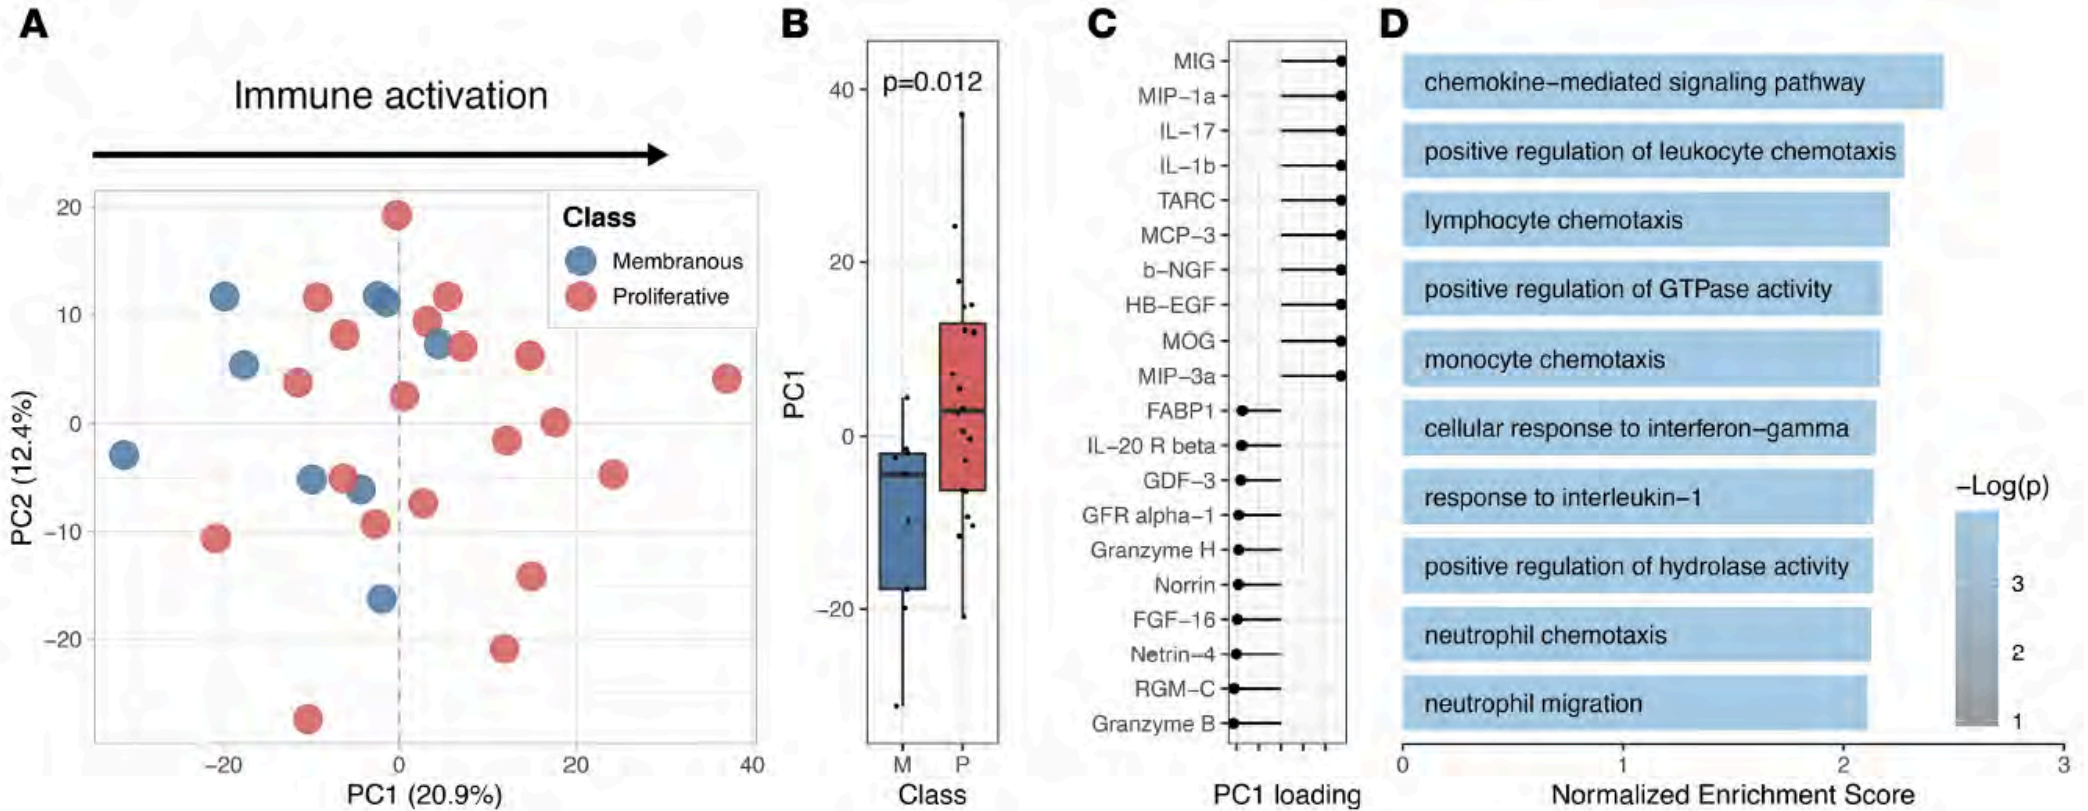 A
Immune activation
20
10
0
−10
−20
PC2 (12.4%)
Class
Membranous
Proliferative
−20
0
20
40
PC1 (20.9%)
B
p=0.012
40
20
0
−20
PC1
M
P
Class
C
MIG
MIP−1a
IL−17
IL−1b
TARC
MCP−3
b−NGF
HB−EGF
MOG
MIP−3a
FABP1
IL−20 R beta
GDF−3
GFR alpha−1
Granzyme H
Norrin
FGF−16
Netrin−4
RGM−C
Granzyme B
PC1 loading
D
chemokine−mediated signaling pathway
positive regulation of leukocyte chemotaxis
lymphocyte chemotaxis
positive regulation of GTPase activity
monocyte chemotaxis
cellular response to interferon−gamma
response to interleukin−1
positive regulation of hydrolase activity
neutrophil chemotaxis
neutrophil migration
0
1
2
3
Normalized Enrichment Score
−Log(p)
3
2
1